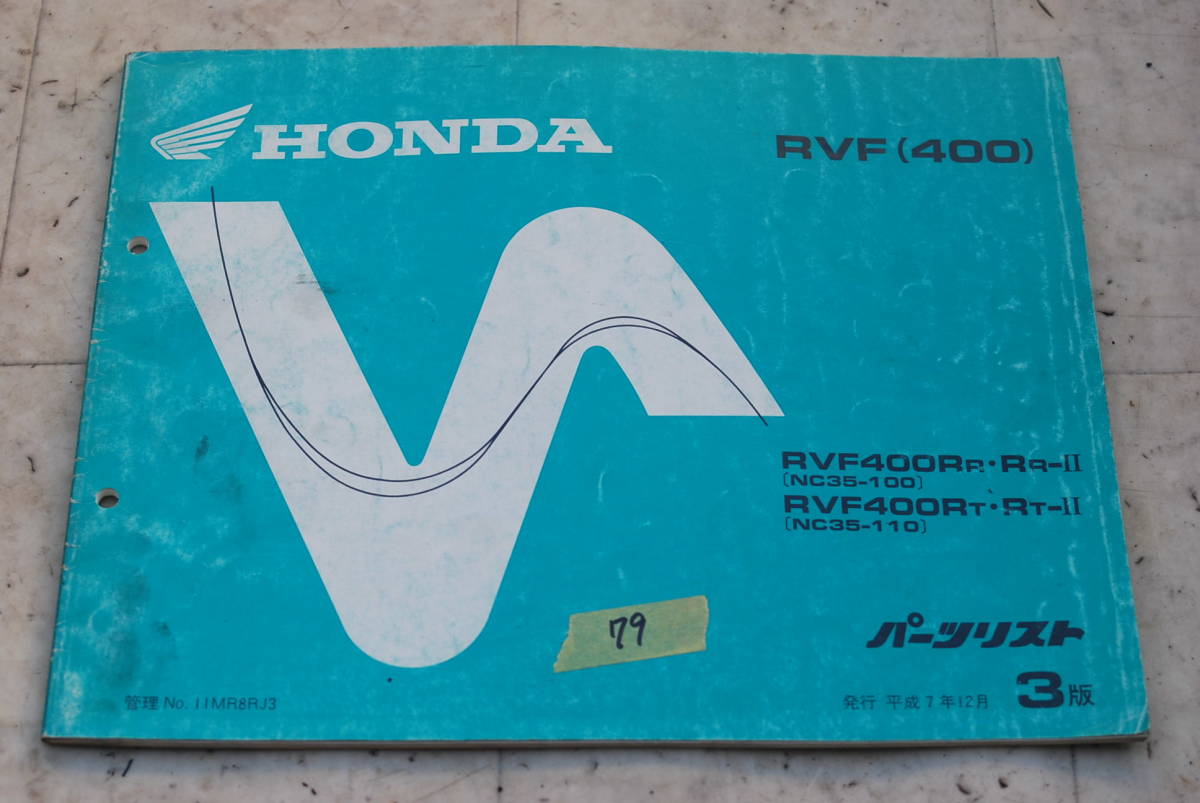 HONDA
RVF (400)
RVF400RR・RR-II
〔NC35-100〕
RVF400RT・RT-II
〔NC35-110〕
79
パーツリスト
管理 No. 11MR8RJ3
発行 平成7年12月 3版